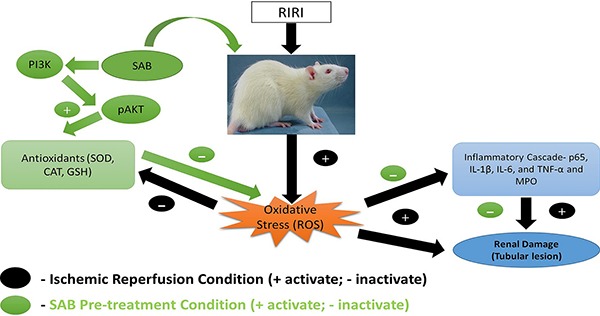 RIRI
PI3K
SAB
+
pAKT
Antioxidants (SOD,
CAT, GSH)
-
+
-
Inflammatory Cascade- p65,
IL-1β, IL-6, and TNF-α and
MPO
-
Oxidative
Stress (ROS)
+
-
+
Renal Damage
(Tubular lesion)
- Ischemic Reperfusion Condition (+ activate; - inactivate)
- SAB Pre-treatment Condition (+ activate; - inactivate)